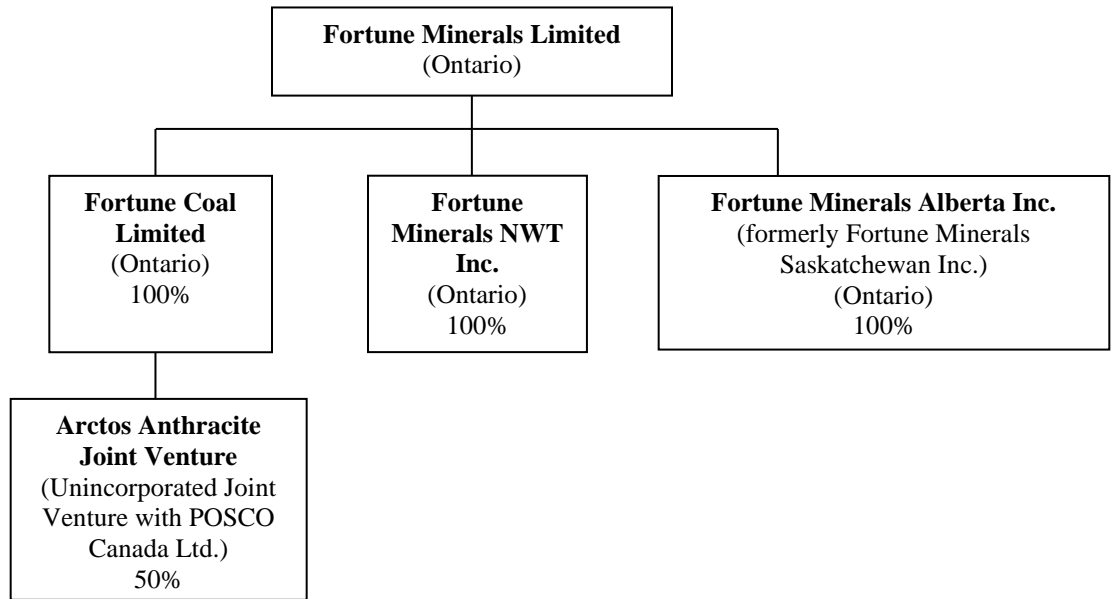 Fortune Minerals Limited
(Ontario)
Fortune Coal
Limited
(Ontario)
100%
Fortune
Minerals NWT
Inc.
(Ontario)
100%
Fortune Minerals Alberta Inc.
(formerly Fortune Minerals
Saskatchewan Inc.)
(Ontario)
100%
Arctos Anthracite
Joint Venture
(Unincorporated Joint
Venture with POSCO
Canada Ltd.)
50%